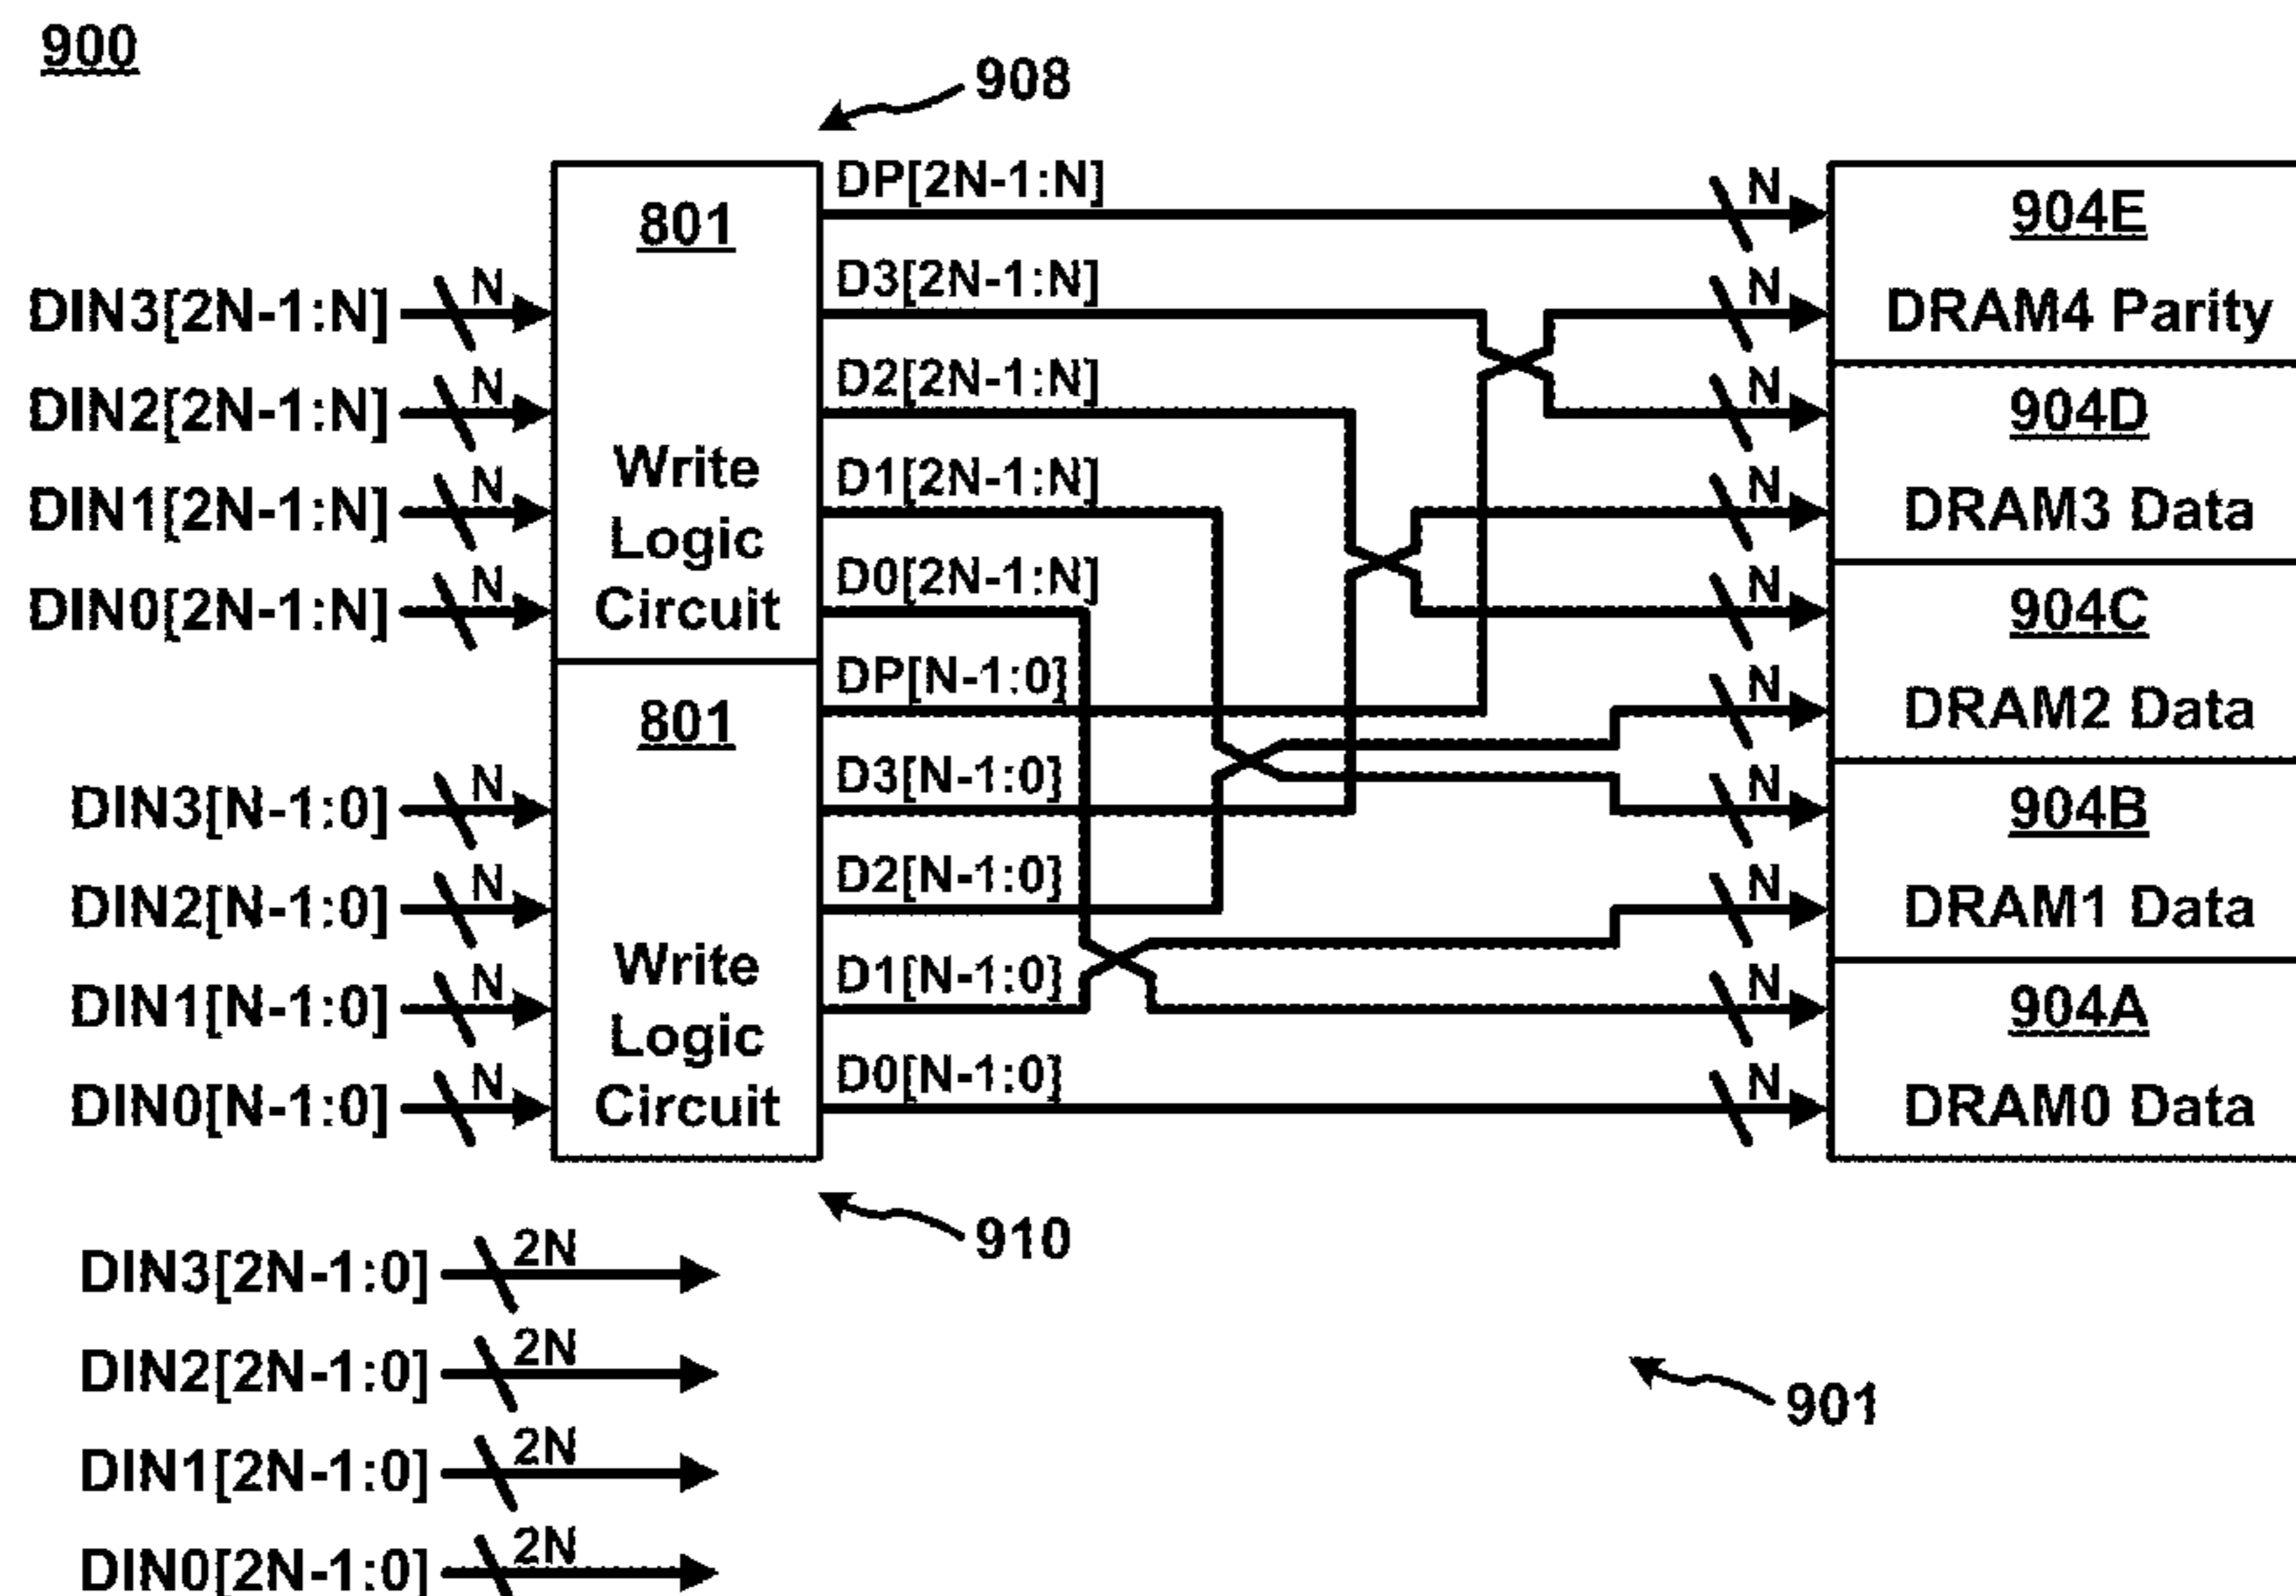 900
908
DP[2N-1:N]
N
904E
801
D3[2N-1:N]
N
DIN3[2N-1:N]
N
DRAM4 Parity
D2[2N-1:N]
N
DIN2[2N-1:N]
N
904D
Write
D1[2N-1:N]
N
DIN1[2N-1:N]
N
DRAM3 Data
Logic
D0[2N-1:N]
N
DIN0[2N-1:N]
N
Circuit
904C
DP[N-1:0]
N
801
DRAM2 Data
D3[N-1:0]
N
DIN3[N-1:0]
N
904B
D2[N-1:0]
N
DIN2[N-1:0]
N
DRAM1 Data
Write
D1[N-1:0]
N
DIN1[N-1:0]
N
904A
Logic
D0[N-1:0]
N
DIN0[N-1:0]
N
Circuit
DRAM0 Data
910
DIN3[2N-1:0]
2N
DIN2[2N-1:0]
2N
901
DIN1[2N-1:0]
2N
DIN0[2N-1:0]
2N